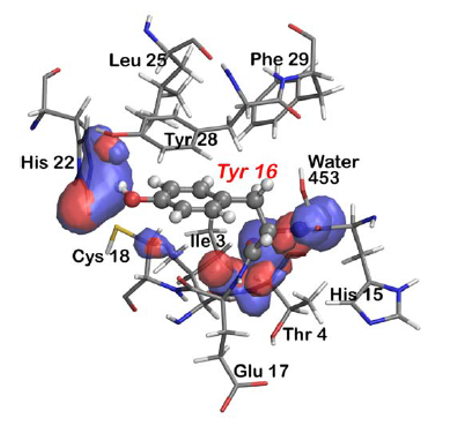 Leu 25
Phe 29
Tyr 28
His 22
Tyr 16
Water
453
Cys 18
Ile 3
His 15
Thr 4
Glu 17